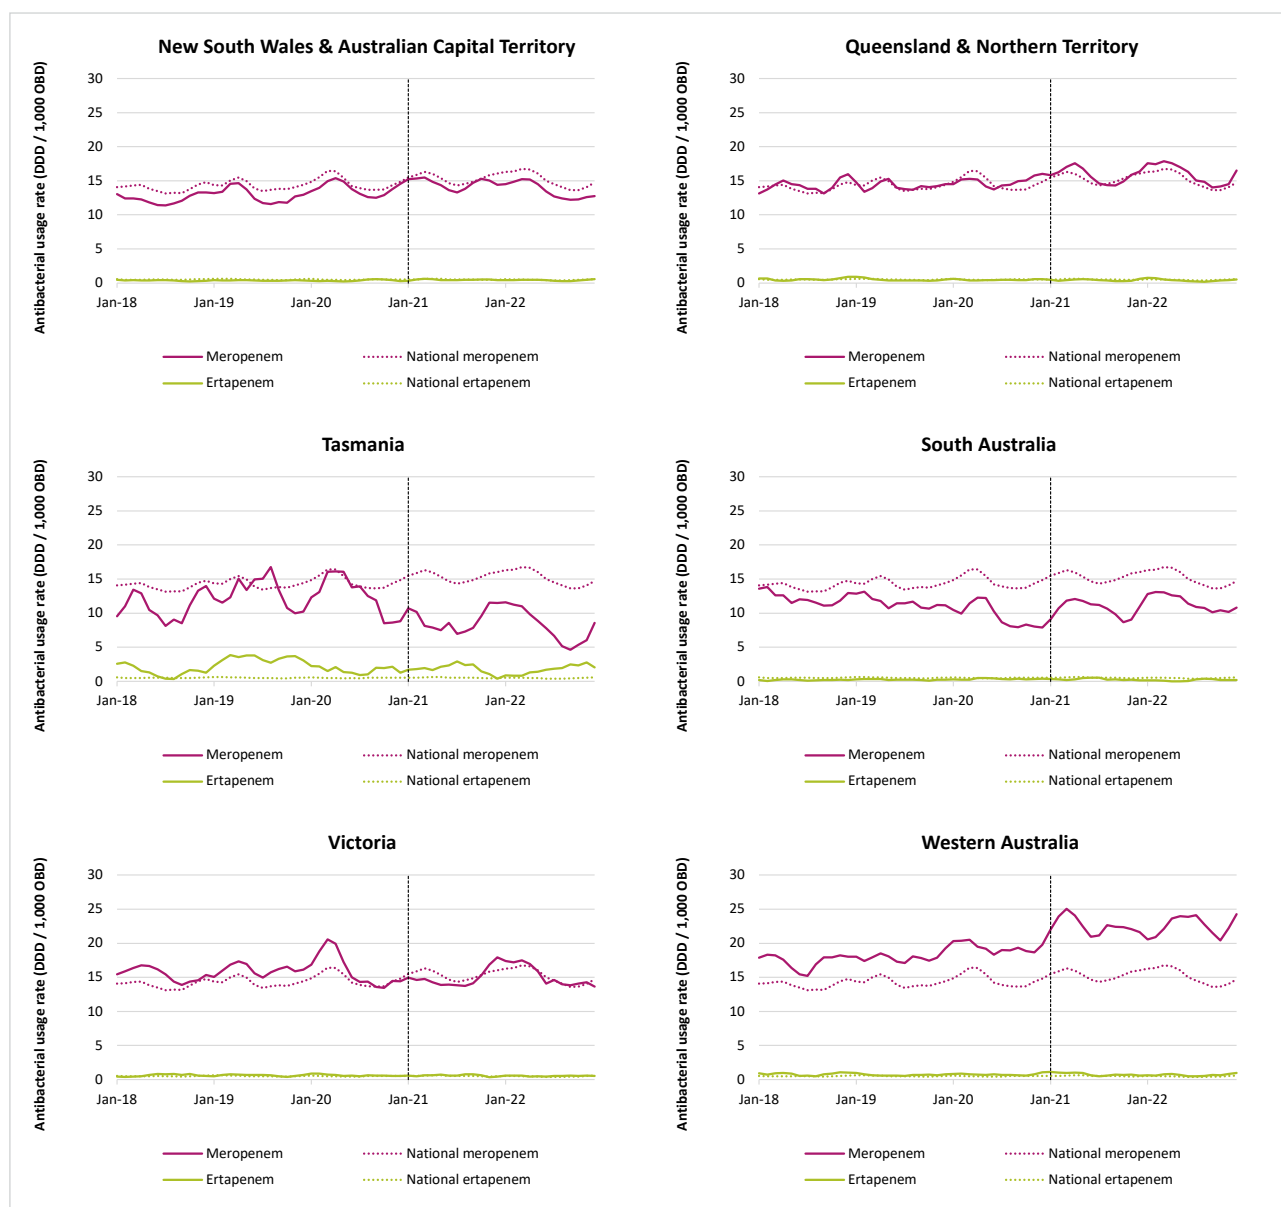 New South Wales & Australian Capital Territory
Antibacterial usage rate (DDD / 1,000 OBD)
30
25
20
15
10
5
0
Jan-18 Jan-19 Jan-20 Jan-21 Jan-22
Meropenem National meropenem
Ertapenem National ertapenem
Queensland & Northern Territory
Antibacterial usage rate (DDD / 1,000 OBD)
30
25
20
15
10
5
0
Jan-18 Jan-19 Jan-20 Jan-21 Jan-22
Meropenem National meropenem
Ertapenem National ertapenem
Tasmania
Antibacterial usage rate (DDD / 1,000 OBD)
30
25
20
15
10
5
0
Jan-18 Jan-19 Jan-20 Jan-21 Jan-22
Meropenem National meropenem
Ertapenem National ertapenem
South Australia
Antibacterial usage rate (DDD / 1,000 OBD)
30
25
20
15
10
5
0
Jan-18 Jan-19 Jan-20 Jan-21 Jan-22
Meropenem National meropenem
Ertapenem National ertapenem
Victoria
Antibacterial usage rate (DDD / 1,000 OBD)
30
25
20
15
10
5
0
Jan-18 Jan-19 Jan-20 Jan-21 Jan-22
Meropenem National meropenem
Ertapenem National ertapenem
Western Australia
Antibacterial usage rate (DDD / 1,000 OBD)
30
25
20
15
10
5
0
Jan-18 Jan-19 Jan-20 Jan-21 Jan-22
Meropenem National meropenem
Ertapenem National ertapenem